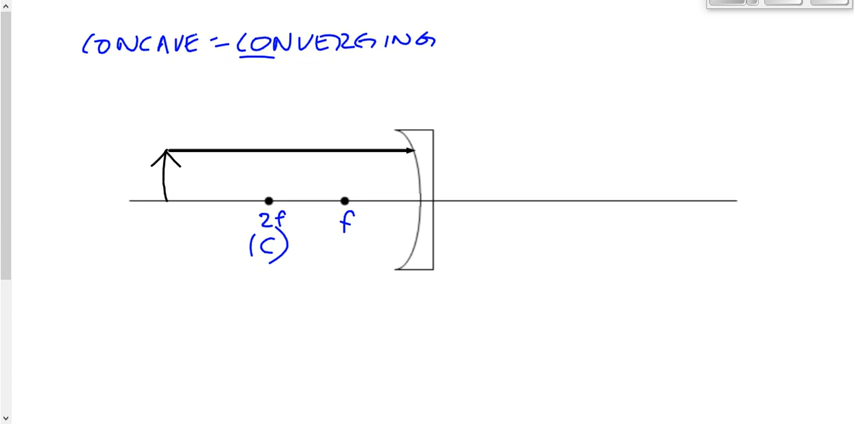 CONCAVE = CONVERGING
2f
f
(C)